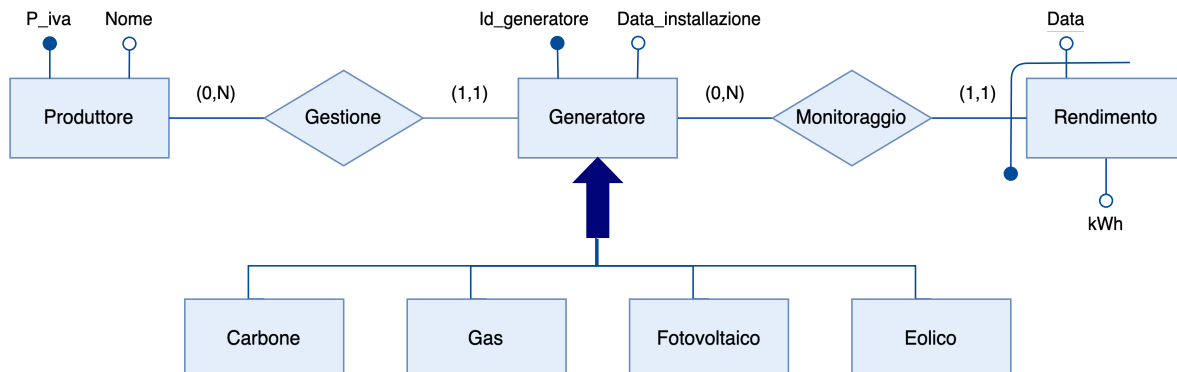 P_iva Nome Id_generatore Data_installazione Data
(0,N) (1,1) (0,N) (1,1)
Produttore Gestione Generatore Monitoraggio Rendimento
kWh
Carbone Gas Fotovoltaico Eolico